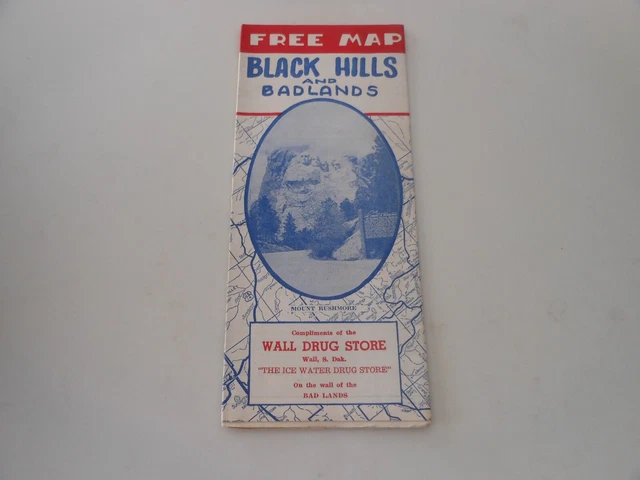 FREE MAP
BLACK HILLS
AND
BADLANDS
MOUNT RUSHMORE
Compliments of the
WALL DRUG STORE
Wall, S. Dak.
"THE ICE WATER DRUG STORE"
On the wall of the
BAD LANDS